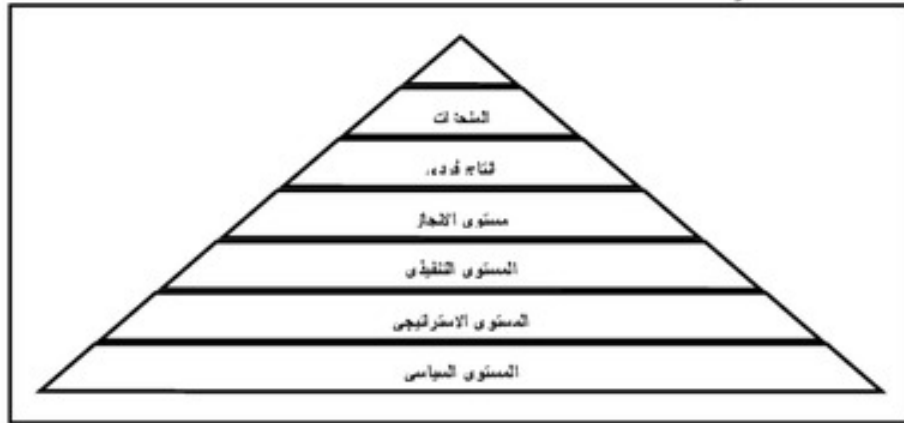 نتاج فردى
مستوى الانجاز
المستوى التنفيذى
المستوى الاستراتيجى
المستوى السياسى